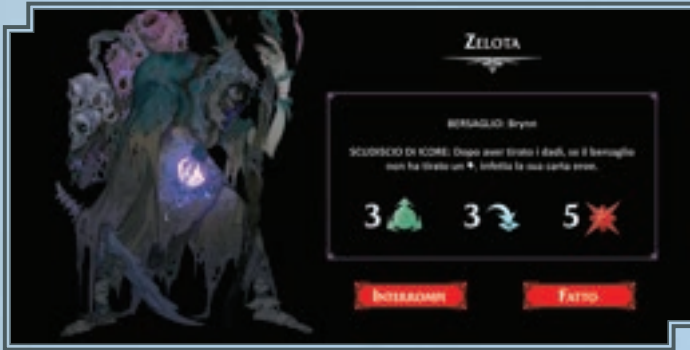 Zelota
BERSAGLIO: Brynn
SCUDISCIO DI ICORE: Dopo aver tirato i dadi, se il bersaglio
non ha tirato un , infetta la sua carta eroe.
3 3 5
Interrompi Fatto